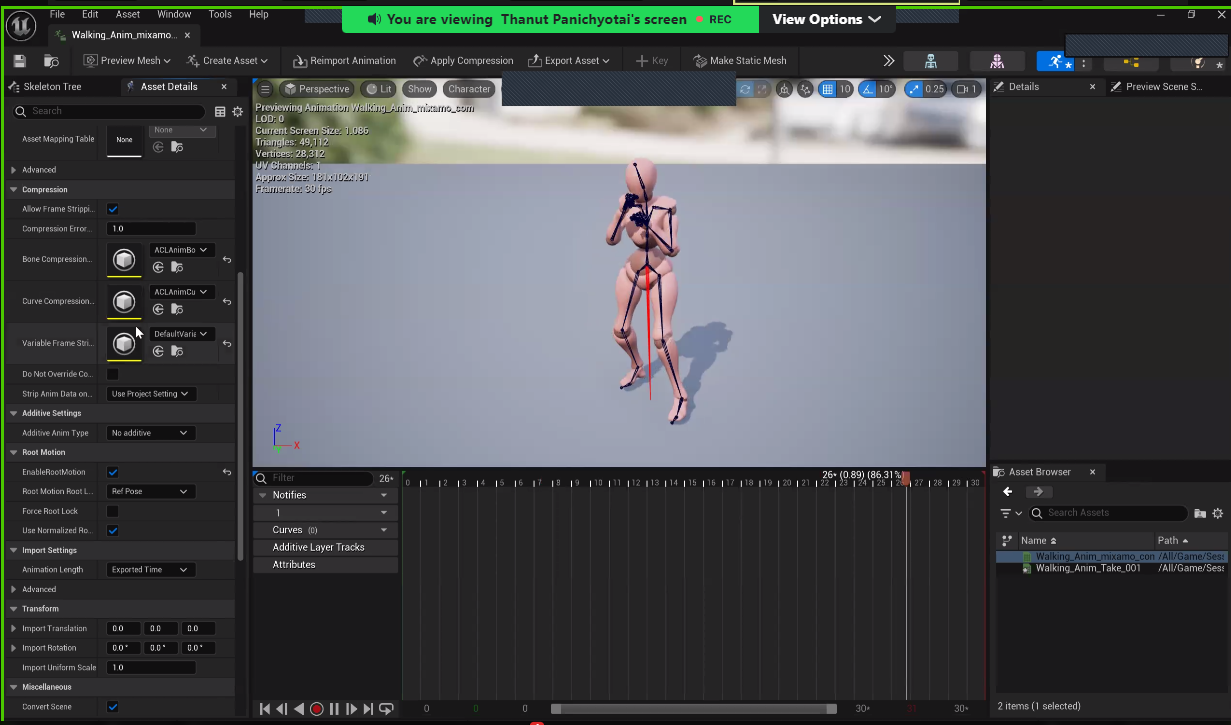 File Edit Asset Window Tools Help
You are viewing Thanut Panichyotai's screen REC
View Options
Walking_Anim_mixamo...
Preview Mesh Create Asset Reimport Animation Apply Compression Export Asset Key Make Static Mesh
Skeleton Tree Asset Details
Search
Asset Mapping Table None None
Advanced
Compression
Allow Frame Strippi...
Compression Error... 1.0
Bone Compression... ACLAnimBo
Curve Compression... ACLAnimCu
Variable Frame Stri... DefaultVaria
Do Not Override Co...
Strip Anim Data on... Use Project Setting
Additive Settings
Additive Anim Type No additive
Root Motion
EnableRootMotion
Root Motion Root L... Ref Pose
Force Root Lock
Use Normalized Ro...
Import Settings
Animation Length Exported Time
Advanced
Transform
Import Translation 0.0 0.0 0.0
Import Rotation 0.0° 0.0° 0.0°
Import Uniform Scale 1.0
Miscellaneous
Convert Scene
Perspective Lit Show Character 10 10° 0.25 1
Previewing Animation Walking_Anim_mixamo_com
LOD: 0
Current Screen Size: 1.086
Triangles: 49,112
Vertices: 28,312
UV Channels: 1
Approx Size: 181x102x191
Framerate: 30 fps
Z
X
Filter 26*
26* (0.89) (86.31%)
0 1 2 3 4 5 6 7 8 9 10 11 12 13 14 15 16 17 18 19 20 21 22 23 24 25 26 27 28 29 30
Notifies
1
Curves (0)
Additive Layer Tracks
Attributes
0 0 0 30* 31 30*
Details Preview Scene S...
Asset Browser
Search Assets
Name Path
Walking_Anim_mixamo_con /All/Game/Sess
Walking_Anim_Take_001 /All/Game/Sess
2 items (1 selected)